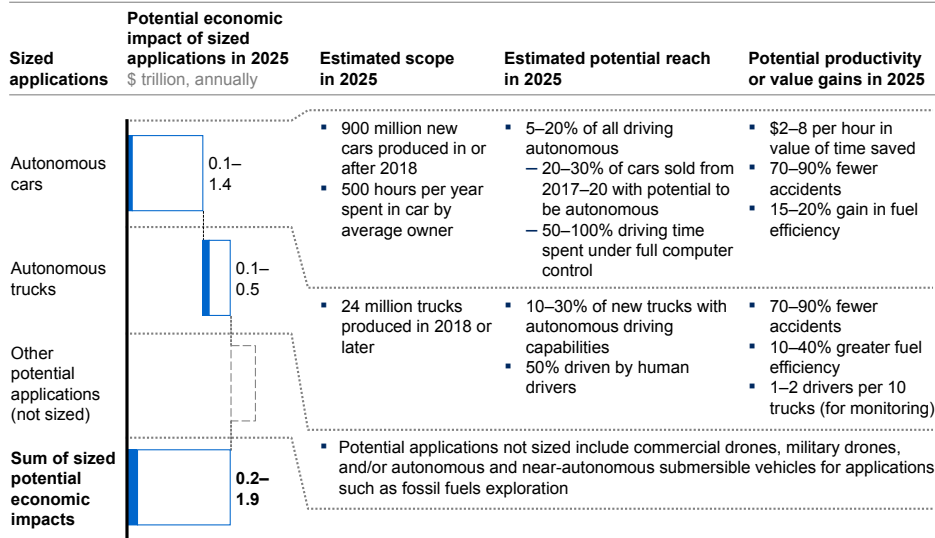 Sized
applications
Potential economic
impact of sized
applications in 2025
$ trillion, annually
Estimated scope
in 2025
Estimated potential reach
in 2025
Potential productivity
or value gains in 2025
Autonomous
cars
0.1–
1.4
▪ 900 million new
cars produced in or
after 2018
▪ 500 hours per year
spent in car by
average owner
▪ 5–20% of all driving
autonomous
– 20–30% of cars sold from
2017–20 with potential to
be autonomous
– 50–100% driving time
spent under full computer
control
▪ $2–8 per hour in
value of time saved
▪ 70–90% fewer
accidents
▪ 15–20% gain in fuel
efficiency
Autonomous
trucks
0.1–
0.5
▪ 24 million trucks
produced in 2018 or
later
▪ 10–30% of new trucks with
autonomous driving
capabilities
▪ 50% driven by human
drivers
▪ 70–90% fewer
accidents
▪ 10–40% greater fuel
efficiency
▪ 1–2 drivers per 10
trucks (for monitoring)
Other
potential
applications
(not sized)
▪ Potential applications not sized include commercial drones, military drones,
and/or autonomous and near-autonomous submersible vehicles for applications
such as fossil fuels exploration
Sum of sized
potential
economic
impacts
0.2–
1.9